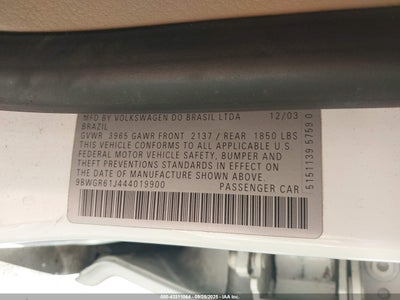 MFD BY VOLKSWAGEN DO BRASIL LTDA 12/03
BRAZIL
GVWR 3965 GAWR FRONT 2137 / REAR 1850 LBS
THIS VEHICLE CONFORMS TO ALL APPLICABLE U.S.
FEDERAL MOTOR VEHICLE SAFETY, BUMPER AND
THEFT PREVENTIONS STANDARDS IN EFFECT ON
THE DATE OF MANUFACTURE SHOWN ABOVE.
9BWGR61J444019900 PASSENGER CAR
5151139 5759 0
000-43311064 - 09/26/2025 - IAA Inc.